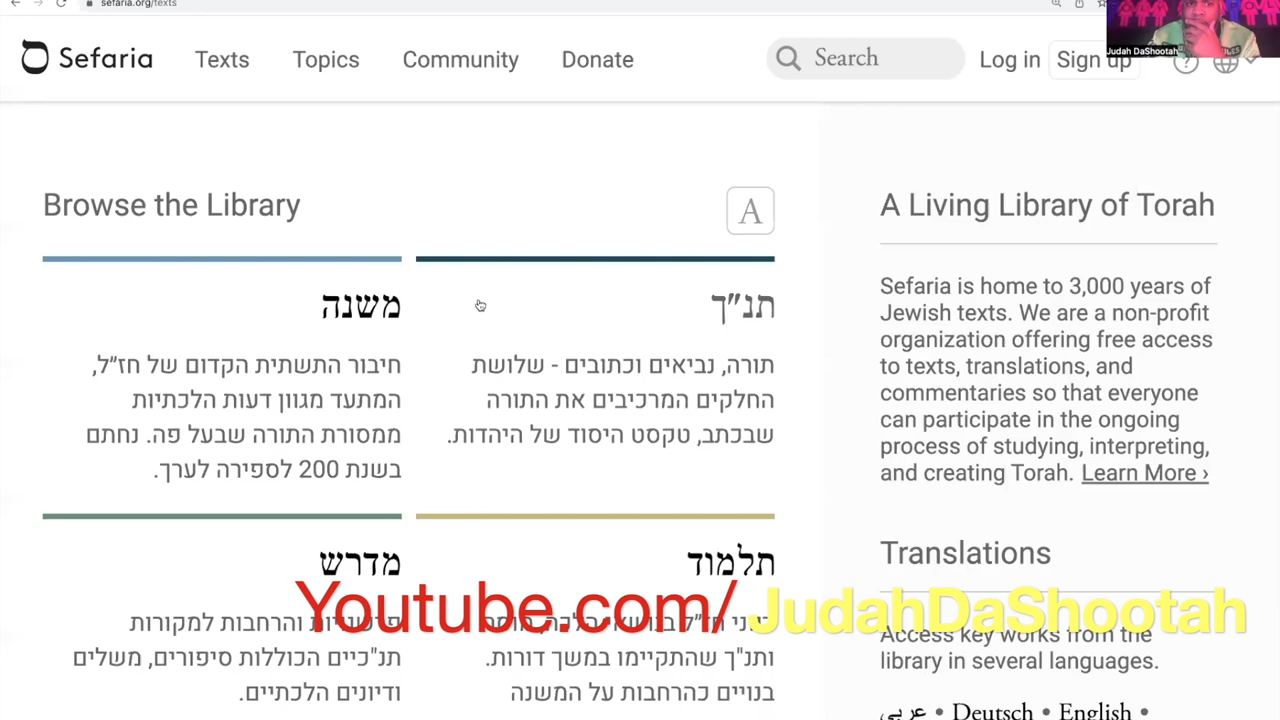 sefaria.org/texts
Sefaria Texts Topics Community Donate Search Log in Sign up
Judah DaShootah
Browse the Library
A
תנ״ך
תורה, נביאים וכתובים - שלושת
החלקים המרכיבים את התורה
שבכתב, טקסט היסוד של היהדות.
משנה
חיבור התשתית הקדום של חז״ל,
המתעד מגוון דעות הלכתיות
ממסורת התורה שבעל פה. נחתם
בשנת 200 לספירה לערך.
תלמוד
ותנ"ך שהתקיימו במשך דורות.
בנויים כהרחבות על המשנה
מדרש
והרחבות למקורות
תנ"כיים הכוללות סיפורים, משלים
ודיונים הלכתיים.
Youtube.com/JudahDaShootah
A Living Library of Torah
Sefaria is home to 3,000 years of
Jewish texts. We are a non-profit
organization offering free access
to texts, translations, and
commentaries so that everyone
can participate in the ongoing
process of studying, interpreting,
and creating Torah. Learn More ›
Translations
Access key works from the
library in several languages.
عربي • Deutsch • English •